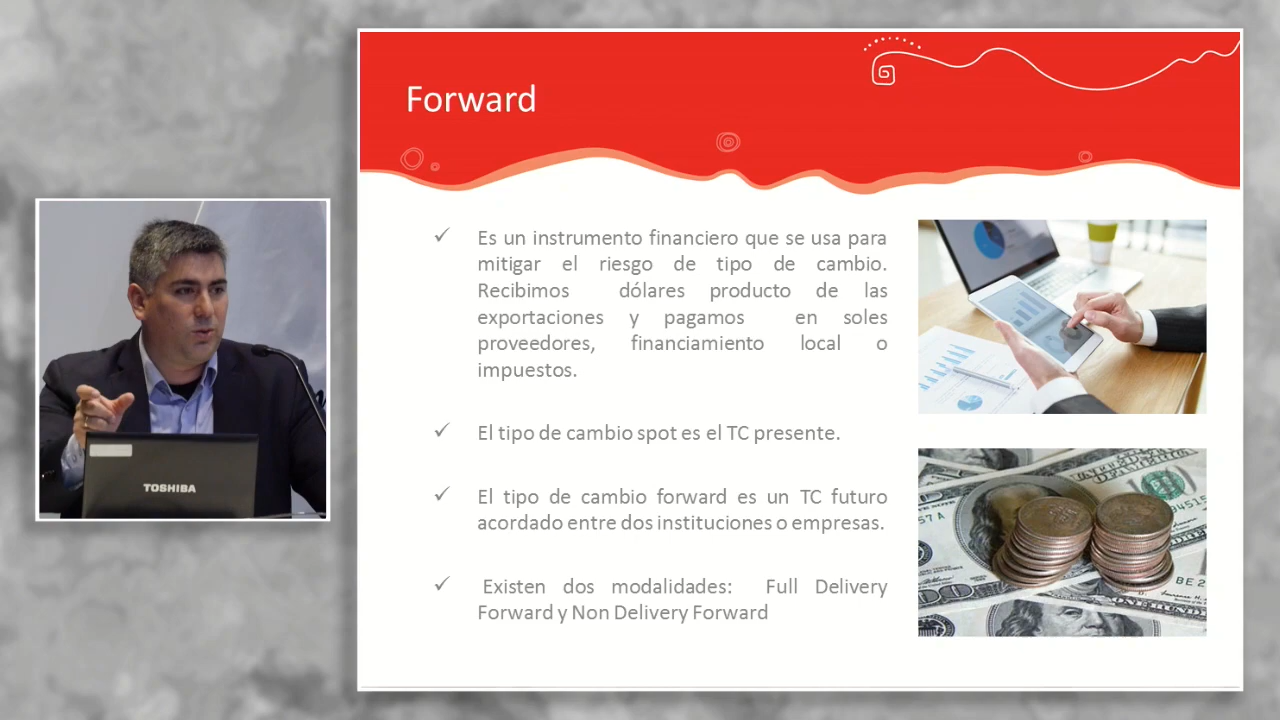 Forward
✓ Es un instrumento financiero que se usa para
mitigar el riesgo de tipo de cambio.
Recibimos dólares producto de las
exportaciones y pagamos en soles
proveedores, financiamiento local o
impuestos.
✓ El tipo de cambio spot es el TC presente.
✓ El tipo de cambio forward es un TC futuro
acordado entre dos instituciones o empresas.
✓ Existen dos modalidades: Full Delivery
Forward y Non Delivery Forward
TOSHIBA